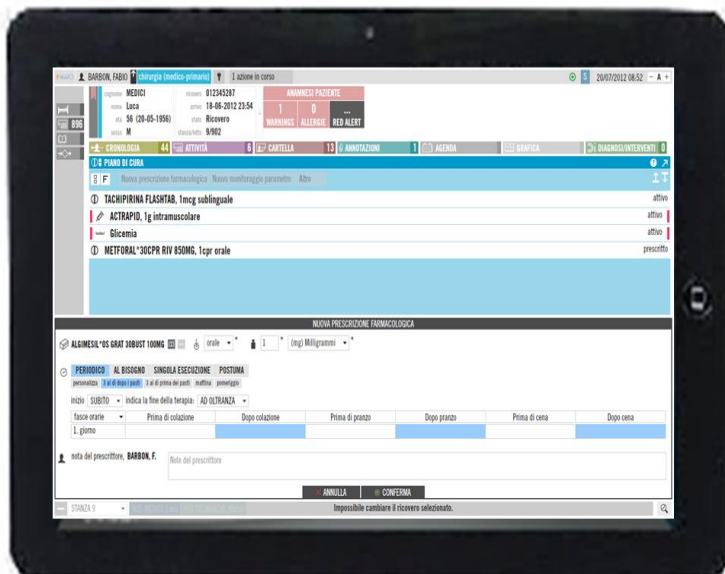 BARBON, FABIO chirurgia (medico-primario) 1 azione in corso S 20/07/2012 08:52 - A +
cognome MEDICI ricovero 012345297 ANAMNESI PAZIENTE
nome Luca arrivo 18-06-2012 23:54 1 0 ...
età 56 (20-05-1956) stato Ricovero WARNINGS ALLERGIE RED ALERT
896
sesso M stanza/letto 9/902
CRONOLOGIA 44 ATTIVITÀ 6 CARTELLA 13 ANNOTAZIONI 1 AGENDA GRAFICA DIAGNOSI/INTERVENTI 0
PIANO DI CURA
F Nuova prescrizione farmacologica Nuovo monitoraggio parametro Altro
TACHIPIRINA FLASHTAB, 1mcg sublinguale attivo
ACTRAPID, 1g intramuscolare attivo
Glicemia attivo
METFORAL*30CPR RIV 850MG, 1cpr orale prescritto
NUOVA PRESCRIZIONE FARMACOLOGICA
ALGIMESIL*OS GRAT 30BUST 100MG orale * 1 * (mg) Milligrammi *
PERIODICO AL BISOGNO SINGOLA ESECUZIONE POSTUMA
personalizza 3 al dì dopo i pasti 3 al dì prima dei pasti mattina pomeriggio
inizio SUBITO indica la fine della terapia: AD OLTRANZA
fasce orarie Prima di colazione Dopo colazione Prima di pranzo Dopo pranzo Prima di cena Dopo cena
1. giorno
nota del prescrittore, BARBON, F. Note del prescrittore
ANNULLA CONFERMA
STANZA 9 Impossibile cambiare il ricovero selezionato.